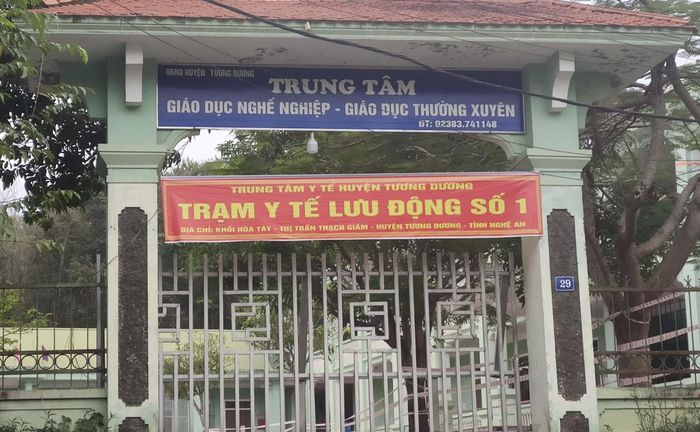 UBND HUYỆN TƯƠNG DƯƠNG
TRUNG TÂM
GIÁO DỤC NGHỀ NGHIỆP - GIÁO DỤC THƯỜNG XUYÊN
ĐT: 02383.741148
TRUNG TÂM Y TẾ HUYỆN TƯƠNG DƯƠNG
TRẠM Y TẾ LƯU ĐỘNG SỐ 1
ĐỊA CHỈ: KHỐI HÒA TÂY - THỊ TRẤN THẠCH GIÁM - HUYỆN TƯƠNG DƯƠNG - TỈNH NGHỆ AN
29